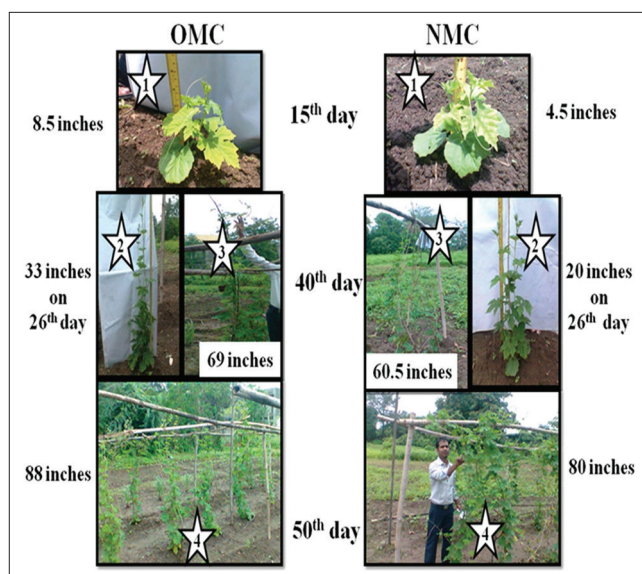 OMC
NMC
1
1
8.5 inches
15th day
4.5 inches
2
3
3
2
33 inches
on
26th day
40th day
20 inches
on
26th day
69 inches
60.5 inches
88 inches
80 inches
50th day
4
4